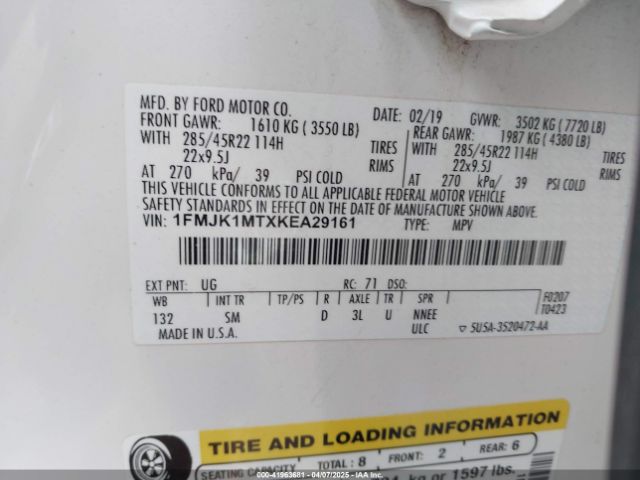 MFD. BY FORD MOTOR CO.
DATE: 02/19 GVWR: 3502 KG ( 7720 LB)
FRONT GAWR: 1610 KG ( 3550 LB)
REAR GAWR: 1987 KG ( 4380 LB)
WITH 285/45R22 114H TIRES
WITH 285/45R22 114H TIRES
22x9.5J RIMS
22x9.5J RIMS
AT 270 kPa/ 39 PSI COLD
AT 270 kPa/ 39 PSI COLD
THIS VEHICLE CONFORMS TO ALL APPLICABLE FEDERAL MOTOR VEHICLE
SAFETY STANDARDS IN EFFECT ON THE DATE OF MANUFACTURE SHOWN ABOVE.
VIN: 1FMJK1MTXKEA29161 TYPE: MPV
EXT PNT: UG RC: 71 DSO:
WB INT TR TP/PS R AXLE TR SPR F0207
132 SM D 3L U NNEE T0423
ULC
MADE IN U.S.A. ▽ 5U5A-3520472-AA
TIRE AND LOADING INFORMATION
SEATING CAPACITY TOTAL : 8 FRONT: 2 REAR: 6
kg or 1597 lbs.
000-41963681 - 04/07/2025 -